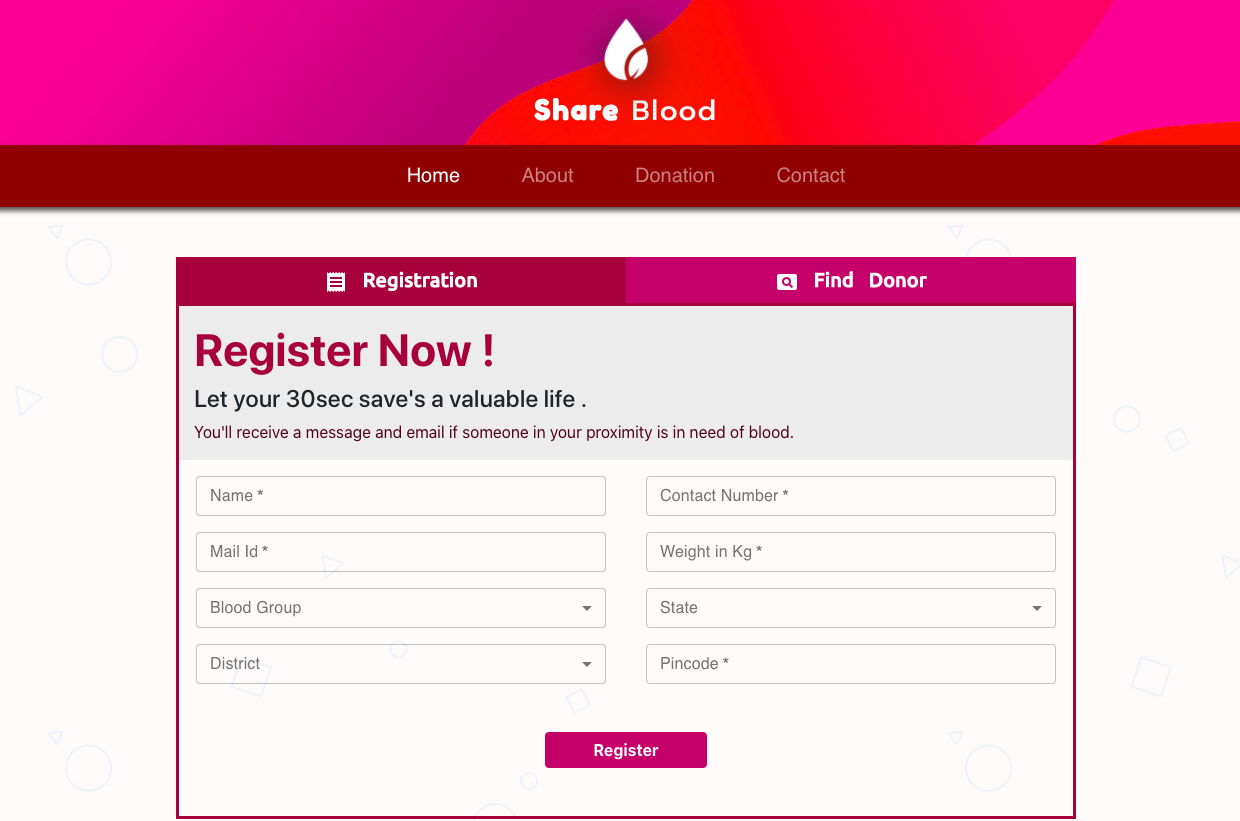 Share Blood
Home About Donation Contact
Registration Find Donor
Register Now !
Let your 30sec save's a valuable life .
You'll receive a message and email if someone in your proximity is in need of blood.
Name * Contact Number *
Mail Id * Weight in Kg *
Blood Group State
District Pincode *
Register